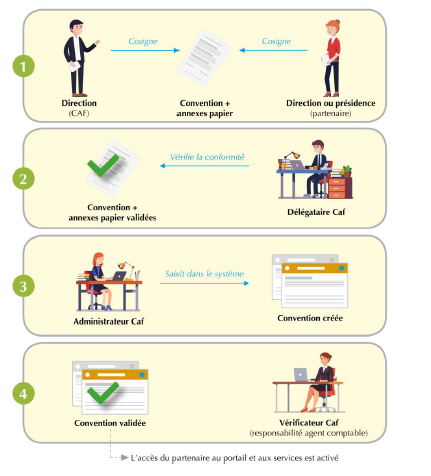 1
Cosigne
Cosigne
Direction
(CAF)
Convention +
annexes papier
Direction ou présidence
(partenaire)
2
Vérifie la conformité
Convention +
annexes papier validées
Délégataire Caf
3
Saisit dans le système
Administrateur Caf
Convention créée
4
Convention validée
Vérificateur Caf
(responsabilité agent comptable)
L'accès du partenaire au portail et aux services est activé